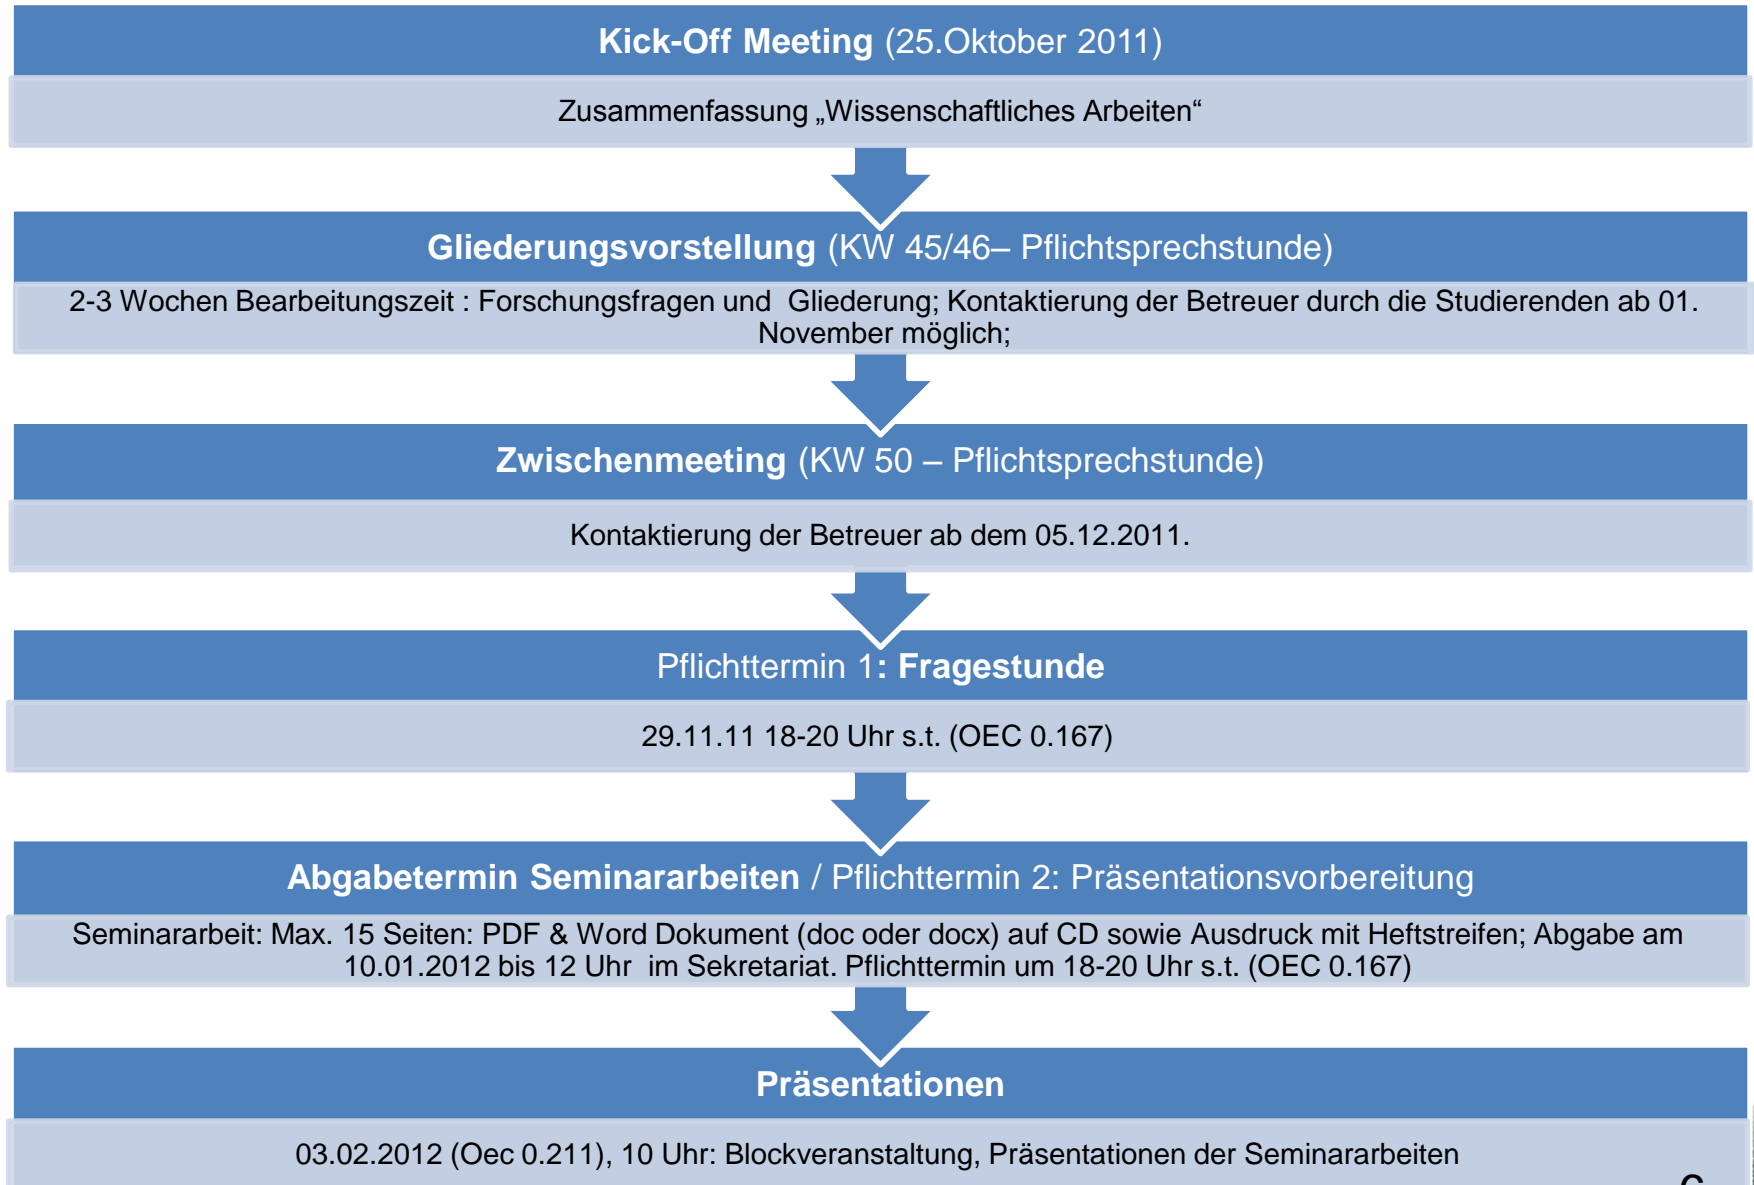 Kick-Off Meeting (25.Oktober 2011)
Zusammenfassung „Wissenschaftliches Arbeiten“
Gliederungsvorstellung (KW 45/46– Pflichtsprechstunde)
2-3 Wochen Bearbeitungszeit : Forschungsfragen und Gliederung; Kontaktierung der Betreuer durch die Studierenden ab 01.
November möglich;
Zwischenmeeting (KW 50 – Pflichtsprechstunde)
Kontaktierung der Betreuer ab dem 05.12.2011.
Pflichttermin 1: Fragestunde
29.11.11 18-20 Uhr s.t. (OEC 0.167)
Abgabetermin Seminararbeiten / Pflichttermin 2: Präsentationsvorbereitung
Seminararbeit: Max. 15 Seiten: PDF & Word Dokument (doc oder docx) auf CD sowie Ausdruck mit Heftstreifen; Abgabe am
10.01.2012 bis 12 Uhr im Sekretariat. Pflichttermin um 18-20 Uhr s.t. (OEC 0.167)
Präsentationen
03.02.2012 (Oec 0.211), 10 Uhr: Blockveranstaltung, Präsentationen der Seminararbeiten